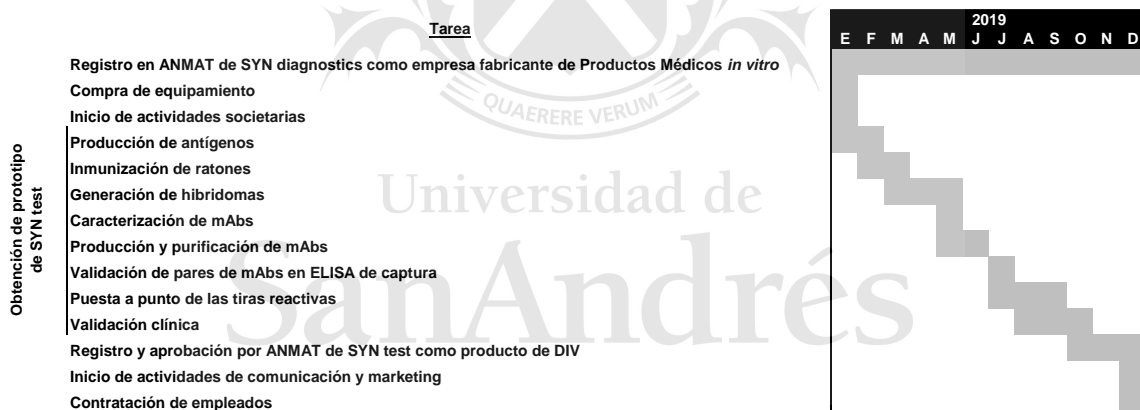 Tarea
2019
E F M A M J J A S O N D
Registro en ANMAT de SYN diagnostics como empresa fabricante de Productos Médicos in vitro
Compra de equipamiento
Inicio de actividades societarias
Obtención de prototipo
de SYN test
Producción de antígenos
Inmunización de ratones
Generación de hibridomas
Caracterización de mAbs
Producción y purificación de mAbs
Validación de pares de mAbs en ELISA de captura
Puesta a punto de las tiras reactivas
Validación clínica
Registro y aprobación por ANMAT de SYN test como producto de DIV
Inicio de actividades de comunicación y marketing
Contratación de empleados
QUAERERE VERUM
Universidad de
SanAndrés